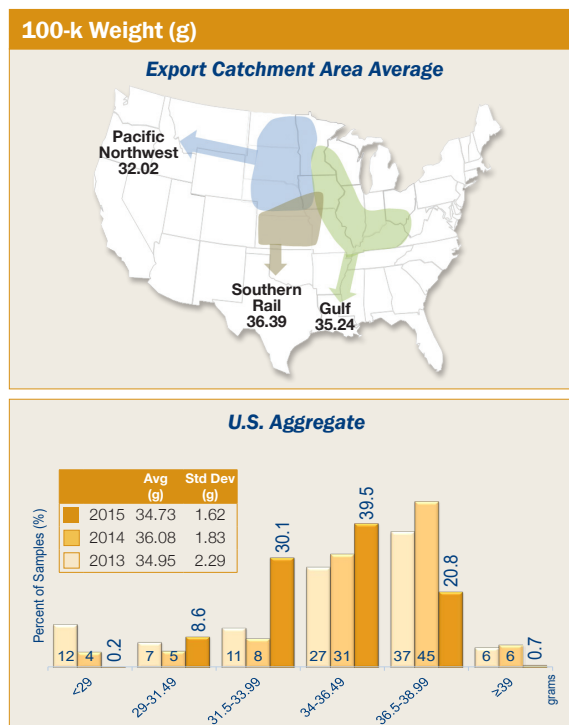 100-k Weight (g)
Export Catchment Area Average
Pacific
Northwest
32.02
Southern
Rail
36.39
Gulf
35.24
U.S. Aggregate
Avg Std Dev
(g) (g)
2015 34.73 1.62
2014 36.08 1.83
2013 34.95 2.29
Percent of Samples (%)
12 4 0.2
7 5 8.6
11 8 30.1
27 31 39.5
37 45 20.8
6 6 0.7
<29
29-31.49
31.5-33.99
34-36.49
36.5-38.99
≥39
grams